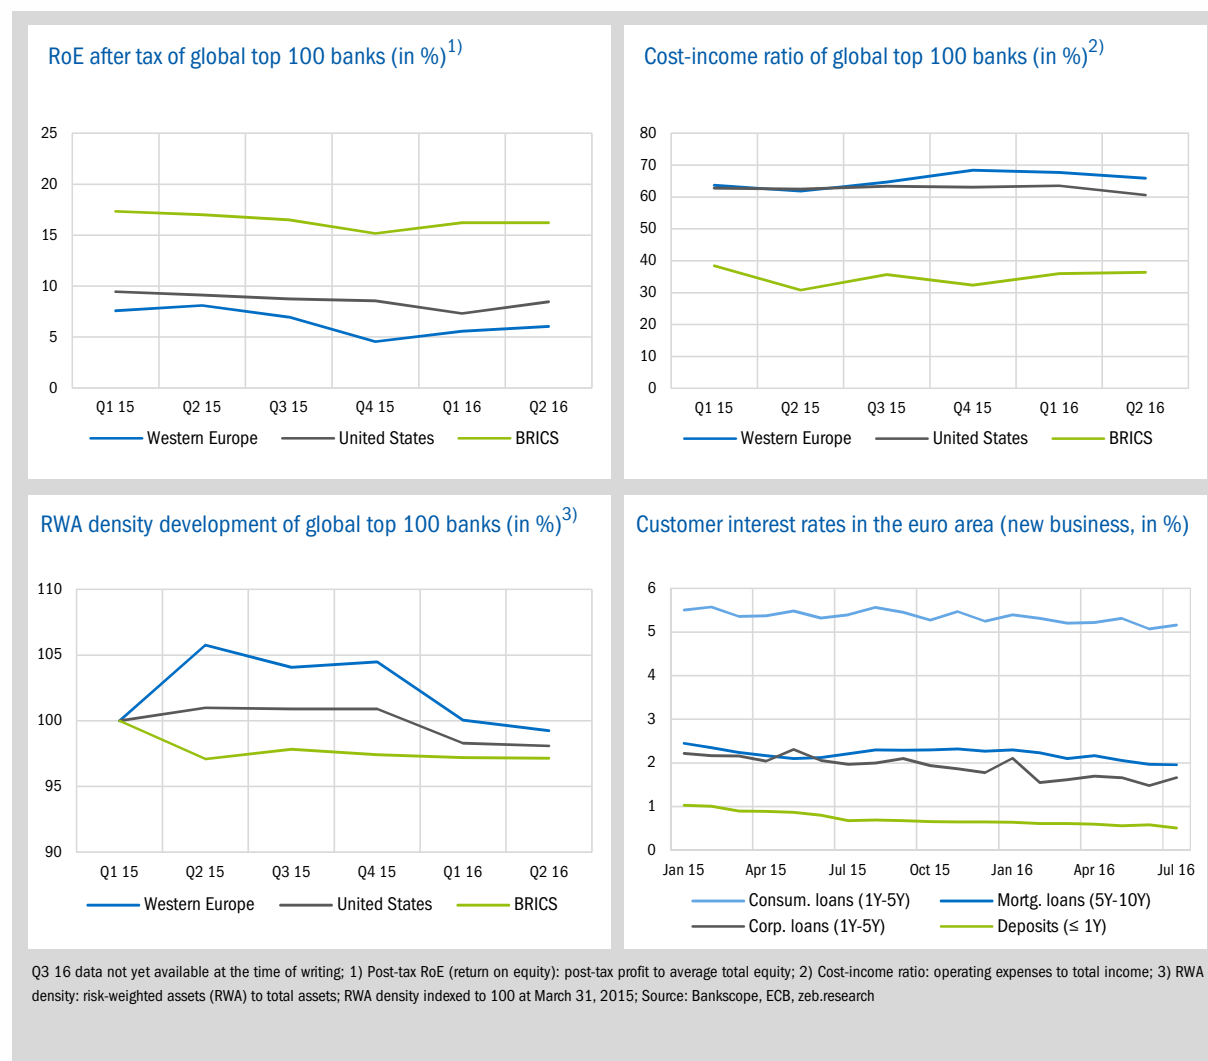 RoE after tax of global top 100 banks (in %)1)
25
20
15
10
5
0
Q1 15 Q2 15 Q3 15 Q4 15 Q1 16 Q2 16
Western Europe United States BRICS
Cost-income ratio of global top 100 banks (in %)2)
80
70
60
50
40
30
20
10
0
Q1 15 Q2 15 Q3 15 Q4 15 Q1 16 Q2 16
Western Europe United States BRICS
RWA density development of global top 100 banks (in %)3)
110
105
100
95
90
Q1 15 Q2 15 Q3 15 Q4 15 Q1 16 Q2 16
Western Europe United States BRICS
Customer interest rates in the euro area (new business, in %)
6
5
4
3
2
1
0
Jan 15 Apr 15 Jul 15 Oct 15 Jan 16 Apr 16 Jul 16
Consum. loans (1Y-5Y) Mortg. loans (5Y-10Y)
Corp. loans (1Y-5Y) Deposits (≤ 1Y)
Q3 16 data not yet available at the time of writing; 1) Post-tax RoE (return on equity): post-tax profit to average total equity; 2) Cost-income ratio: operating expenses to total income; 3) RWA
density: risk-weighted assets (RWA) to total assets; RWA density indexed to 100 at March 31, 2015; Source: Bankscope, ECB, zeb.research